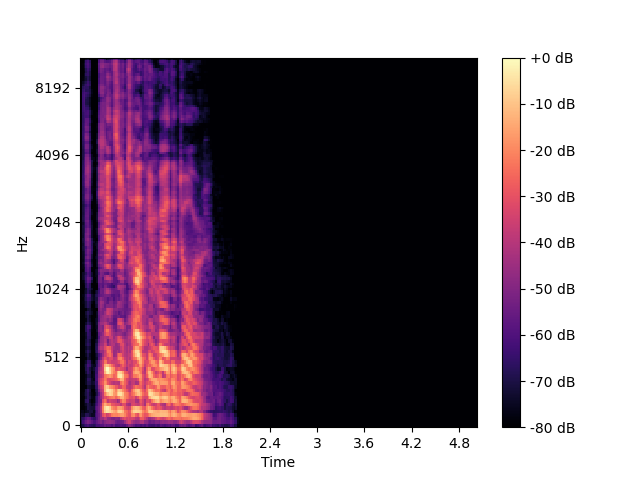 +0 dB
8192
-10 dB
4096
-20 dB
-30 dB
2048
Hz
-40 dB
1024
-50 dB
512
-60 dB
-70 dB
0
-80 dB
0 0.6 1.2 1.8 2.4 3 3.6 4.2 4.8
Time